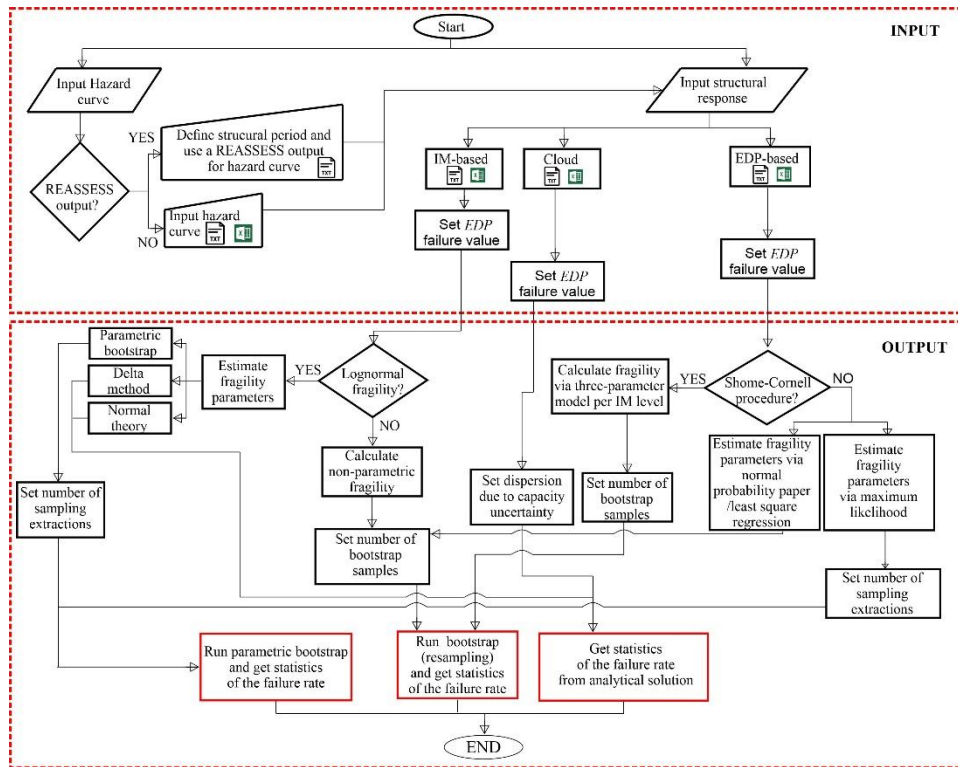 INPUT
Start
Input Hazard
curve
Input structural
response
YES
Define strucural period and
use a REASSESS output
for hazard curve
TXT
REASSESS
output?
NO
Input hazard
curve
TXT
IM-based
TXT
Cloud
TXT
EDP-based
TXT
Set EDP
failure value
Set EDP
failure value
Set EDP
failure value
OUTPUT
Parametric
bootstrap
Delta
method
Normal
theory
Estimate
fragility
parameters
YES
Lognormal
fragility?
NO
Calculate
non-parametric
fragility
Calculate fragility
via three-parameter
model per IM level
YES
Shome-Cornell
procedure?
NO
Set number of
sampling
extractions
Set number of
bootstrap
samples
Set dispersion
due to capacity
uncertainty
Set number of
bootstrap
samples
Estimate fragility
parameters via
normal
probability paper
/least square
regression
Estimate
fragility
parameters
via maximum
likelihood
Set number of
sampling
extractions
Run parametric bootstrap
and get statistics
of the failure rate
Run bootstrap
(resampling)
and get statistics
of the failure rate
Get statistics
of the failure rate
from analytical solution
END